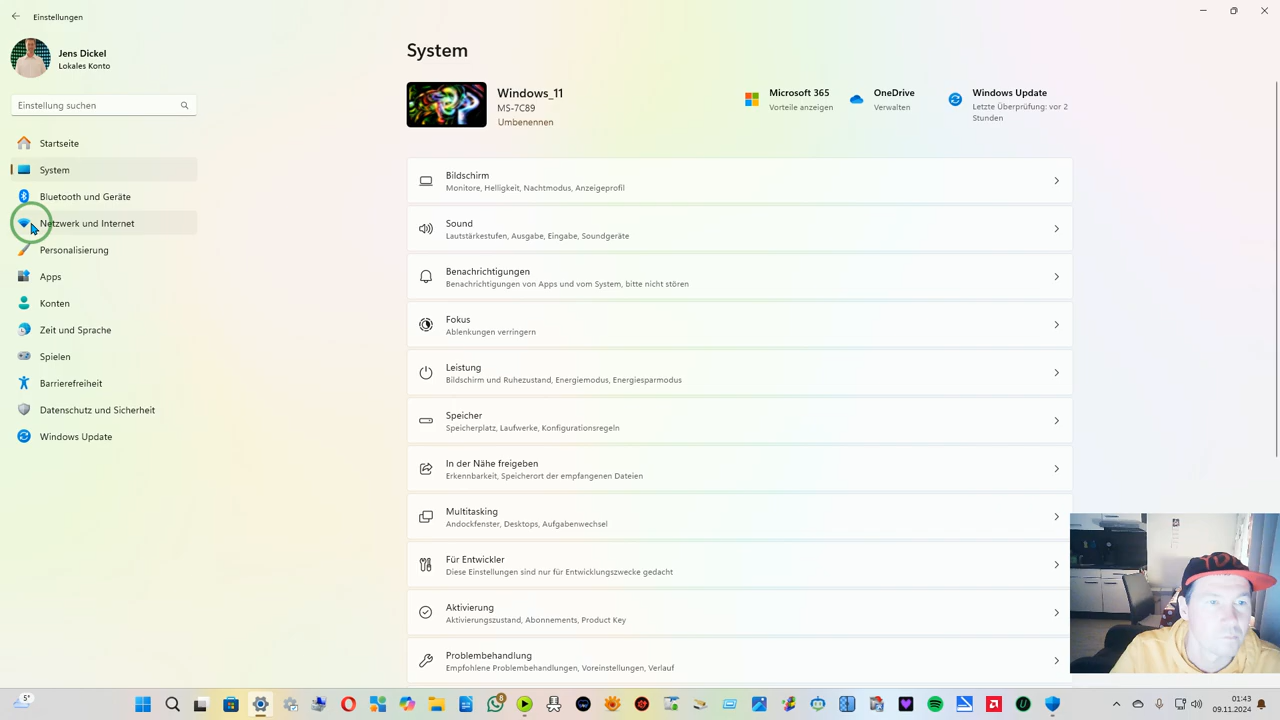 Einstellungen
Jens Dickel
Lokales Konto
Einstellung suchen
Startseite
System
Bluetooth und Geräte
Netzwerk und Internet
Personalisierung
Apps
Konten
Zeit und Sprache
Spielen
Barrierefreiheit
Datenschutz und Sicherheit
Windows Update
System
Windows_11
MS-7C89
Umbenennen
Microsoft 365
Vorteile anzeigen
OneDrive
Verwalten
Windows Update
Letzte Überprüfung: vor 2
Stunden
Bildschirm
Monitore, Helligkeit, Nachtmodus, Anzeigeprofil
Sound
Lautstärkestufen, Ausgabe, Eingabe, Soundgeräte
Benachrichtigungen
Benachrichtigungen von Apps und vom System, bitte nicht stören
Fokus
Ablenkungen verringern
Leistung
Bildschirm und Ruhezustand, Energiemodus, Energiesparmodus
Speicher
Speicherplatz, Laufwerke, Konfigurationsregeln
In der Nähe freigeben
Erkennbarkeit, Speicherort der empfangenen Dateien
Multitasking
Andockfenster, Desktops, Aufgabenwechsel
Für Entwickler
Diese Einstellungen sind nur für Entwicklungszwecke gedacht
Aktivierung
Aktivierungszustand, Abonnements, Product Key
Problembehandlung
Empfohlene Problembehandlungen, Voreinstellungen, Verlauf
5°
8
01:43
09.11.2024